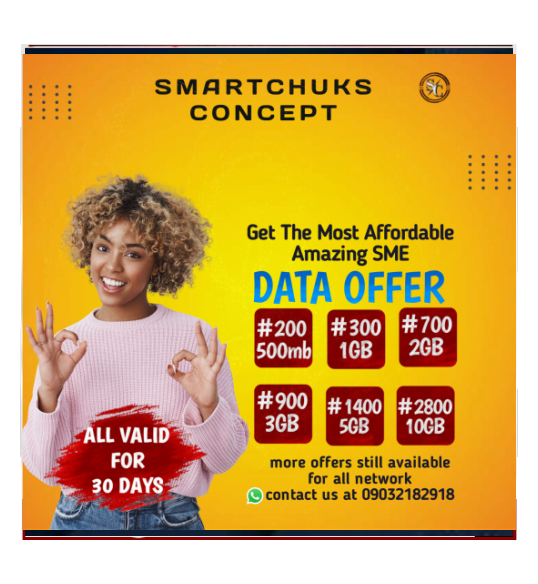 SMARTCHUKS
CONCEPT
SC
Get The Most Affordable
Amazing SME
DATA OFFER
#200
500mb
#300
1GB
#700
2GB
#900
3GB
#1400
5GB
#2800
10GB
ALL VALID
FOR
30 DAYS
more offers still available
for all network
contact us at 09032182918